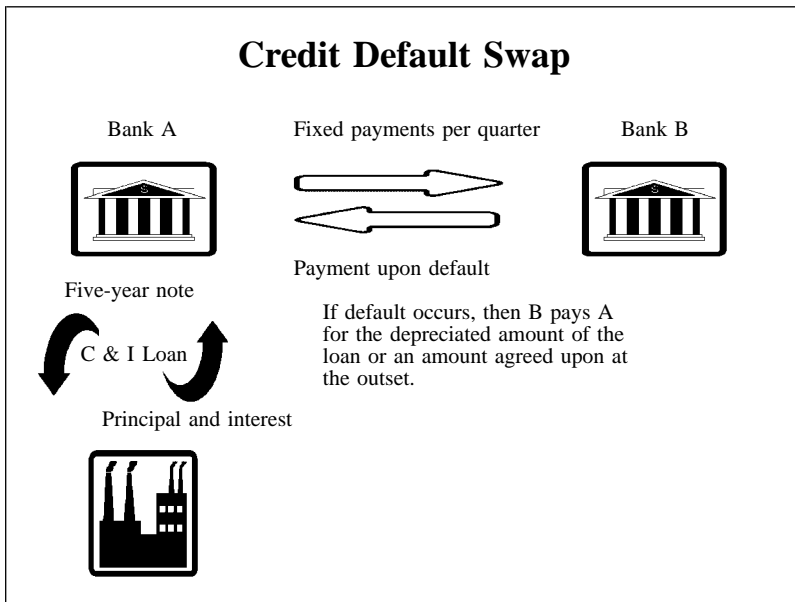 Credit Default Swap
Bank A
Fixed payments per quarter
Bank B
S
S
Payment upon default
Five-year note
If default occurs, then B pays A
for the depreciated amount of the
loan or an amount agreed upon at
the outset.
C & I Loan
Principal and interest